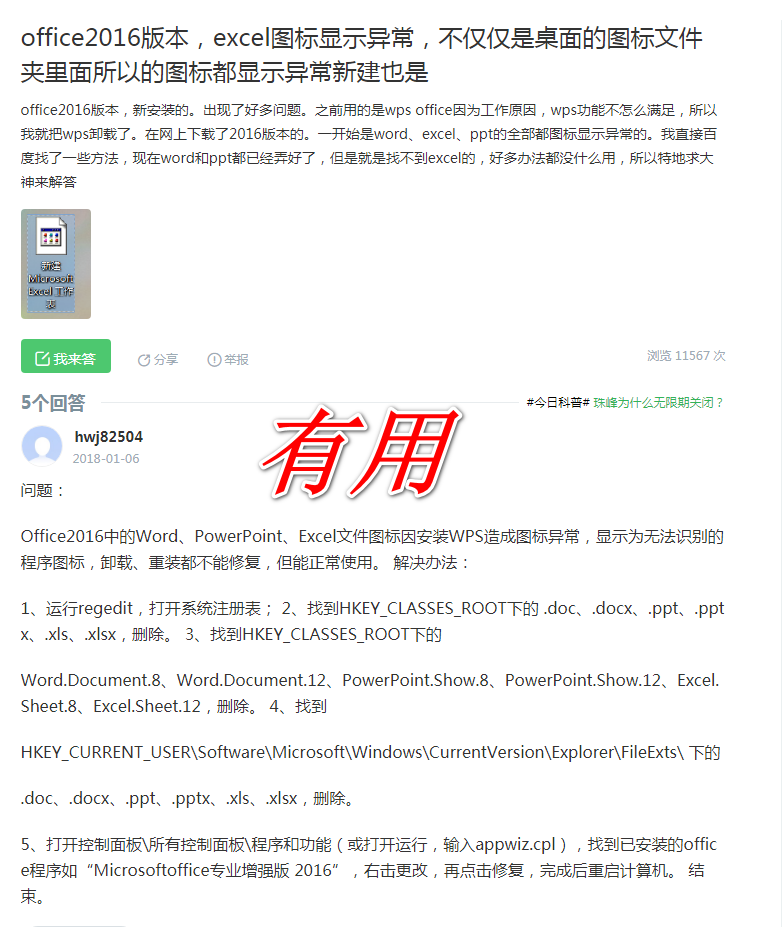 office2016版本，excel图标显示异常，不仅仅是桌面的图标文件
夹里面所以的图标都显示异常新建也是
office2016版本，新安装的。出现了好多问题。之前用的是wps office因为工作原因，wps功能不怎么满足，所以
我就把wps卸载了。在网上下载了2016版本的。一开始是word、excel、ppt的全部都图标显示异常的。我直接百
度找了一些方法，现在word和ppt都已经弄好了，但是就是找不到excel的，好多办法都没什么用，所以特地求大
神来解答
新建
Microsoft
Excel 工作
表
我来答
分享
举报
浏览 11567 次
5个回答
#今日科普# 珠峰为什么无限期关闭？
有用
hwj82504
2018-01-06
问题：
Office2016中的Word、PowerPoint、Excel文件图标因安装WPS造成图标异常，显示为无法识别的
程序图标，卸载、重装都不能修复，但能正常使用。 解决办法：
1、运行regedit，打开系统注册表； 2、找到HKEY_CLASSES_ROOT下的 .doc、.docx、.ppt、.ppt
x、.xls、.xlsx，删除。 3、找到HKEY_CLASSES_ROOT下的
Word.Document.8、Word.Document.12、PowerPoint.Show.8、PowerPoint.Show.12、Excel.
Sheet.8、Excel.Sheet.12，删除。 4、找到
HKEY_CURRENT_USER\Software\Microsoft\Windows\CurrentVersion\Explorer\FileExts\ 下的
.doc、.docx、.ppt、.pptx、.xls、.xlsx，删除。
5、打开控制面板\所有控制面板\程序和功能（或打开运行，输入appwiz.cpl），找到已安装的offic
e程序如“Microsoftoffice专业增强版 2016”，右击更改，再点击修复，完成后重启计算机。 结
束。